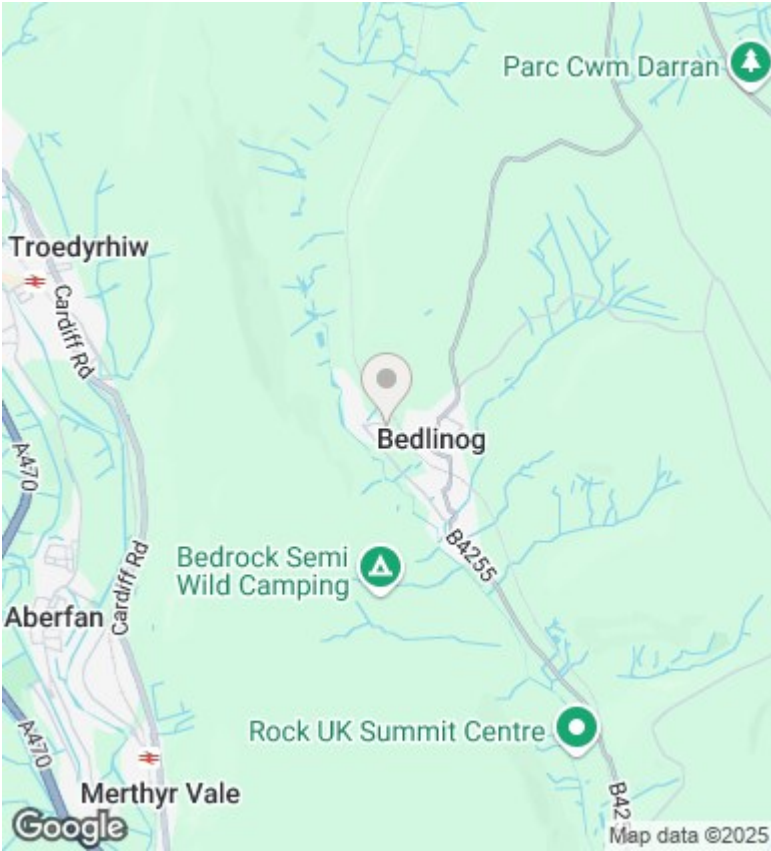 Parc Cwm Darran
Troedyrhiw
Cardiff Rd
Bedlinog
A470
B4255
Bedrock Semi
Wild Camping
Cardiff Rd
Aberfan
Rock UK Summit Centre
A470
Merthyr Vale
B42
Google
Map data ©2025